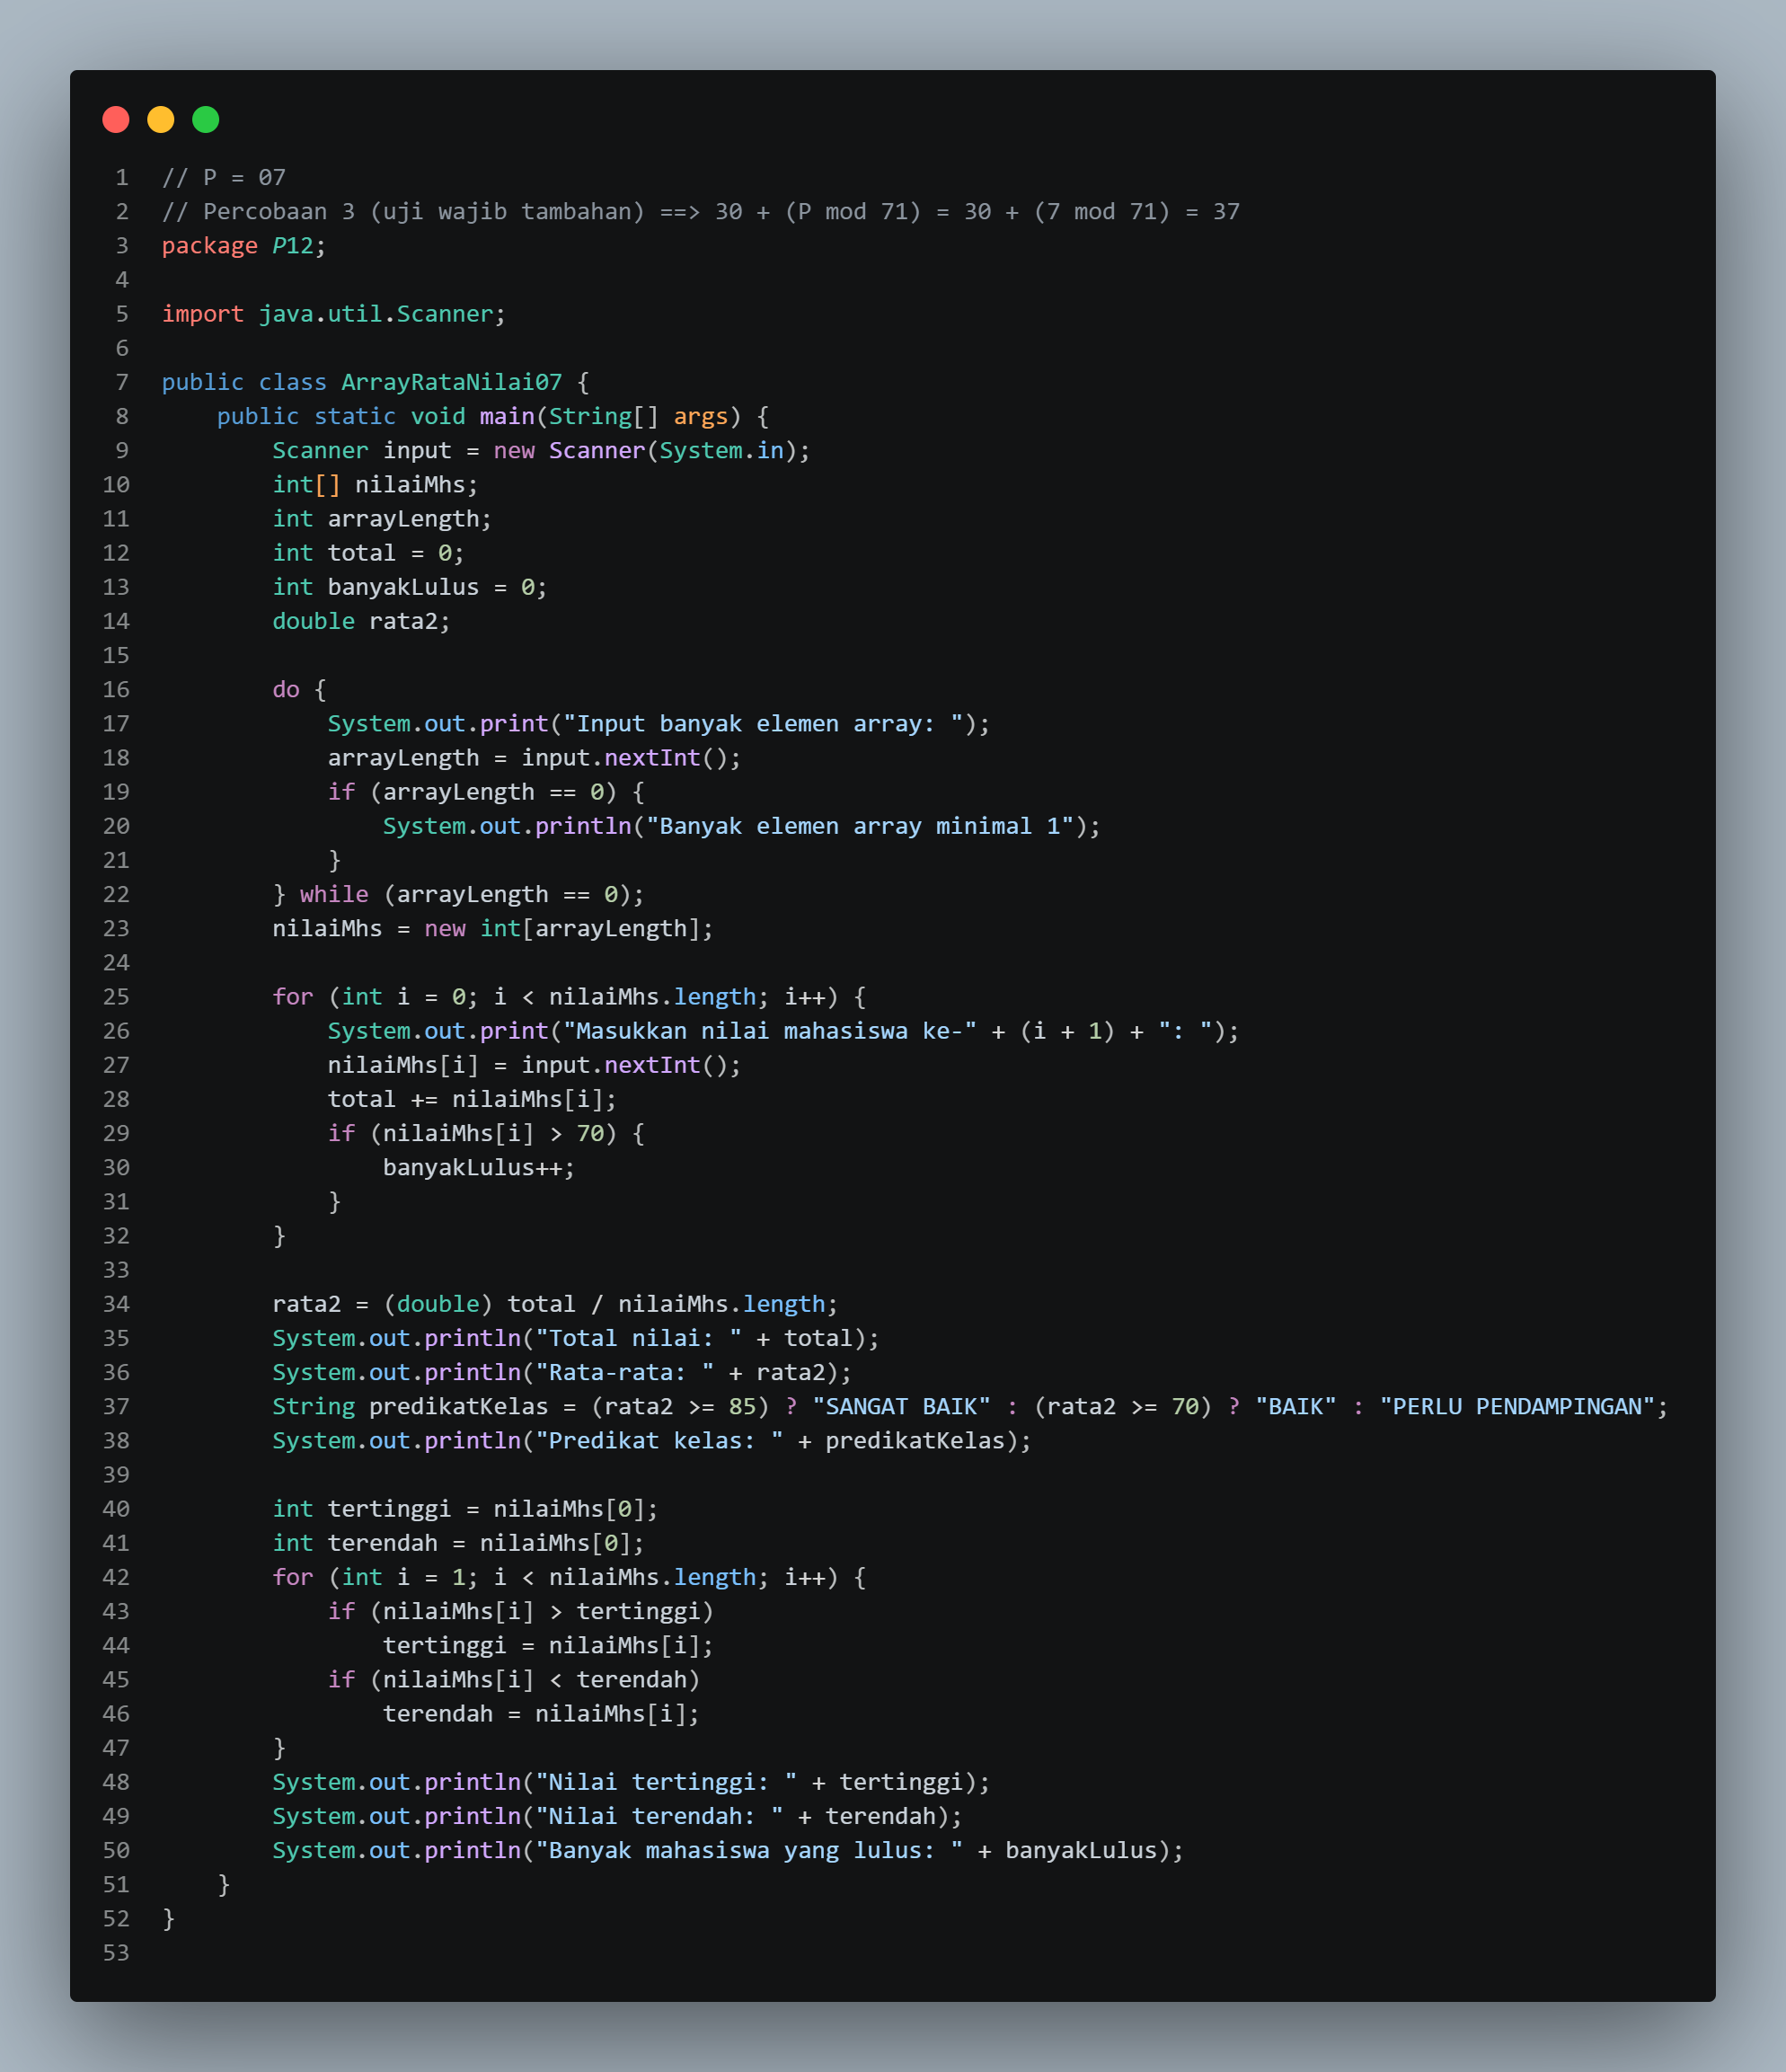 1 // P = 07
2 // Percobaan 3 (uji wajib tambahan) ==> 30 + (P mod 71) = 30 + (7 mod 71) = 37
3 package P12;
4
5 import java.util.Scanner;
6
7 public class ArrayRataNilai07 {
8     public static void main(String[] args) {
9         Scanner input = new Scanner(System.in);
10         int[] nilaiMhs;
11         int arrayLength;
12         int total = 0;
13         int banyakLulus = 0;
14         double rata2;
15
16         do {
17             System.out.print("Input banyak elemen array: ");
18             arrayLength = input.nextInt();
19             if (arrayLength == 0) {
20                 System.out.println("Banyak elemen array minimal 1");
21             }
22         } while (arrayLength == 0);
23         nilaiMhs = new int[arrayLength];
24
25         for (int i = 0; i < nilaiMhs.length; i++) {
26             System.out.print("Masukkan nilai mahasiswa ke-" + (i + 1) + ": ");
27             nilaiMhs[i] = input.nextInt();
28             total += nilaiMhs[i];
29             if (nilaiMhs[i] > 70) {
30                 banyakLulus++;
31             }
32         }
33
34         rata2 = (double) total / nilaiMhs.length;
35         System.out.println("Total nilai: " + total);
36         System.out.println("Rata-rata: " + rata2);
37         String predikatKelas = (rata2 >= 85) ? "SANGAT BAIK" : (rata2 >= 70) ? "BAIK" : "PERLU PENDAMPINGAN";
38         System.out.println("Predikat kelas: " + predikatKelas);
39
40         int tertinggi = nilaiMhs[0];
41         int terendah = nilaiMhs[0];
42         for (int i = 1; i < nilaiMhs.length; i++) {
43             if (nilaiMhs[i] > tertinggi)
44                 tertinggi = nilaiMhs[i];
45             if (nilaiMhs[i] < terendah)
46                 terendah = nilaiMhs[i];
47         }
48         System.out.println("Nilai tertinggi: " + tertinggi);
49         System.out.println("Nilai terendah: " + terendah);
50         System.out.println("Banyak mahasiswa yang lulus: " + banyakLulus);
51     }
52 }
53